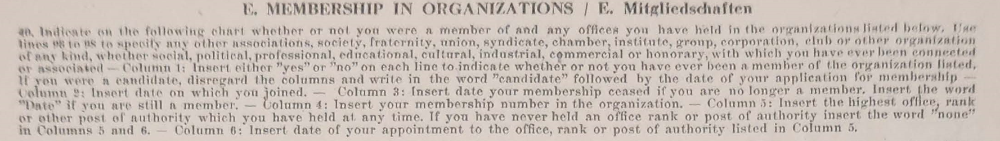 E. MEMBERSHIP IN ORGANIZATIONS / E. Mitgliedschaften
40. Indicate on the following chart whether or not you were a member of and any offices you have held in the organizations listed below. Use
lines 96 to 98 to specify any other associations, society, fraternity, union, syndicate, chamber, institute, group, corporation, club or other organization
of any kind, whether social, political, professional, educational, cultural, industrial, commercial or honorary, with which you have ever been connected
or associated — Column 1: Insert either ”yes” or ”no” on each line to indicate whether or not you have ever been a member of the organization listed.
If you were a candidate, disregard the columns and write in the word ”candidate” followed by the date of your application for membership —
Column 2: Insert date on which you joined. — Column 3: Insert date your membership ceased if you are no longer a member. Insert the word
”Date” if you are still a member. — Column 4: Insert your membership number in the organization. — Column 5: Insert the highest office, rank
or other post of authority which you have held at any time. If you have never held an office rank or post of authority insert the word ”none”
in Columns 5 and 6. — Column 6: Insert date of your appointment to the office, rank or post of authority listed in Column 5.